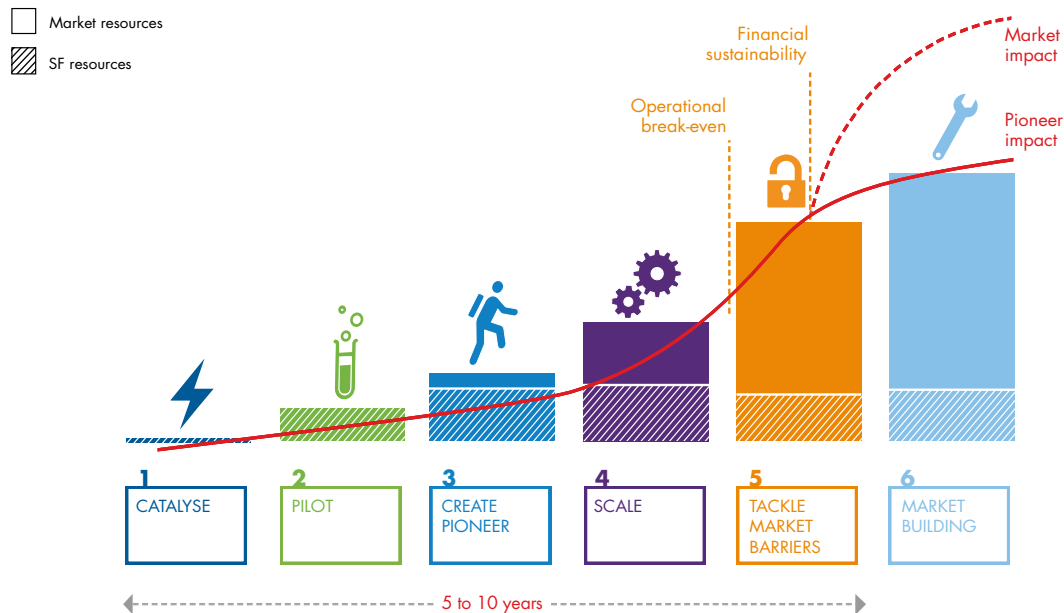 Market resources
SF resources
Financial
sustainability
Operational
break-even
Market
impact
Pioneer
impact
1
CATALYSE
2
PILOT
3
CREATE
PIONEER
4
SCALE
5
TACKLE
MARKET
BARRIERS
6
MARKET
BUILDING
5 to 10 years